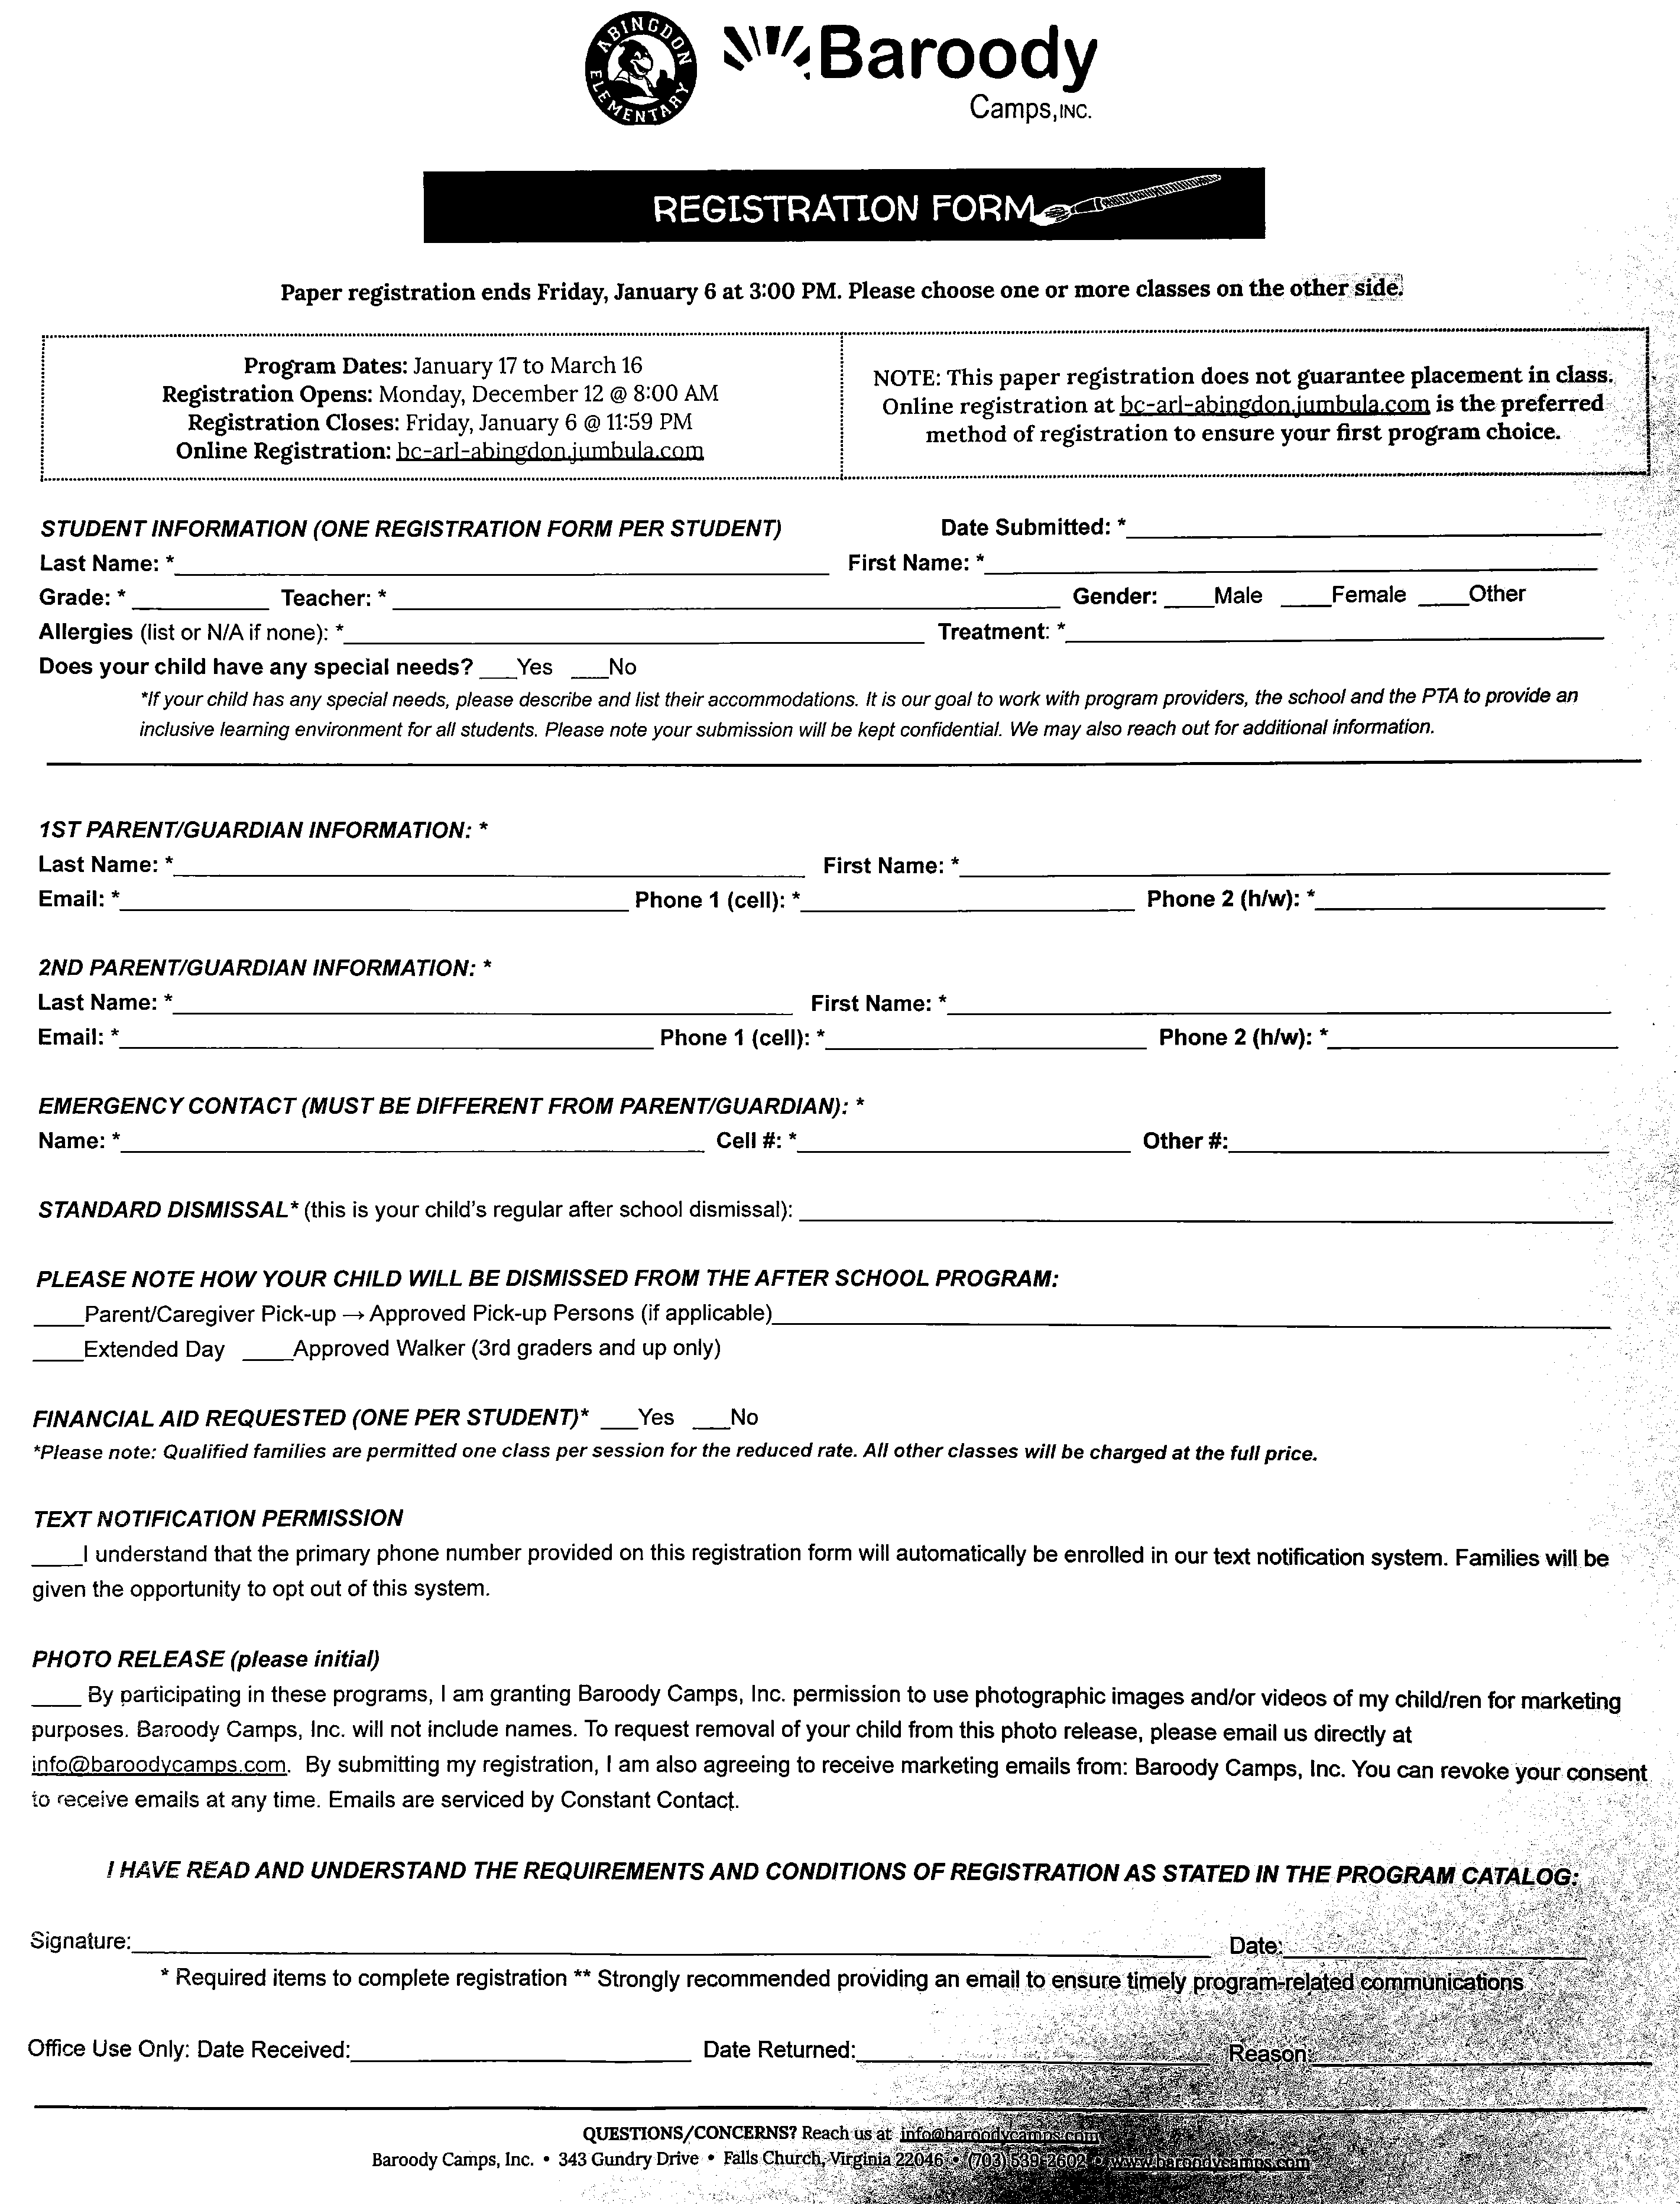 ABINGDON ELEMENTARY
Baroody
Camps, INC.
REGISTRATION FORM
Paper registration ends Friday, January 6 at 3:00 PM. Please choose one or more classes on the other side.
Program Dates: January 17 to March 16
Registration Opens: Monday, December 12 @ 8:00 AM
Registration Closes: Friday, January 6 @ 11:59 PM
Online Registration: bc-arl-abingdon.jumbula.com
NOTE: This paper registration does not guarantee placement in class.
Online registration at bc-arl-abingdon.jumbula.com is the preferred
method of registration to ensure your first program choice.
STUDENT INFORMATION (ONE REGISTRATION FORM PER STUDENT) Date Submitted: *
Last Name: * First Name: *
Grade: * Teacher: * Gender: ____Male ____Female ____Other
Allergies (list or N/A if none): * Treatment: *
Does your child have any special needs? ___Yes ___No
*If your child has any special needs, please describe and list their accommodations. It is our goal to work with program providers, the school and the PTA to provide an
inclusive learning environment for all students. Please note your submission will be kept confidential. We may also reach out for additional information.
1ST PARENT/GUARDIAN INFORMATION: *
Last Name: * First Name: *
Email: * Phone 1 (cell): * Phone 2 (h/w): *
2ND PARENT/GUARDIAN INFORMATION: *
Last Name: * First Name: *
Email: * Phone 1 (cell): * Phone 2 (h/w): *
EMERGENCY CONTACT (MUST BE DIFFERENT FROM PARENT/GUARDIAN): *
Name: * Cell #: * Other #:
STANDARD DISMISSAL* (this is your child's regular after school dismissal):
PLEASE NOTE HOW YOUR CHILD WILL BE DISMISSED FROM THE AFTER SCHOOL PROGRAM:
____Parent/Caregiver Pick-up → Approved Pick-up Persons (if applicable)
____Extended Day ____Approved Walker (3rd graders and up only)
FINANCIAL AID REQUESTED (ONE PER STUDENT)* ___Yes ___No
*Please note: Qualified families are permitted one class per session for the reduced rate. All other classes will be charged at the full price.
TEXT NOTIFICATION PERMISSION
____I understand that the primary phone number provided on this registration form will automatically be enrolled in our text notification system. Families will be
given the opportunity to opt out of this system.
PHOTO RELEASE (please initial)
____ By participating in these programs, I am granting Baroody Camps, Inc. permission to use photographic images and/or videos of my child/ren for marketing
purposes. Baroody Camps, Inc. will not include names. To request removal of your child from this photo release, please email us directly at
info@baroodycamps.com. By submitting my registration, I am also agreeing to receive marketing emails from: Baroody Camps, Inc. You can revoke your consent
to receive emails at any time. Emails are serviced by Constant Contact.
I HAVE READ AND UNDERSTAND THE REQUIREMENTS AND CONDITIONS OF REGISTRATION AS STATED IN THE PROGRAM CATALOG:
Signature: Date:
* Required items to complete registration ** Strongly recommended providing an email to ensure timely program-related communications
Office Use Only: Date Received: Date Returned: Reason:
QUESTIONS/CONCERNS? Reach us at info@baroodycamps.com
Baroody Camps, Inc. • 343 Gundry Drive • Falls Church, Virginia 22046 • (703) 539-2602 • www.baroodycamps.com